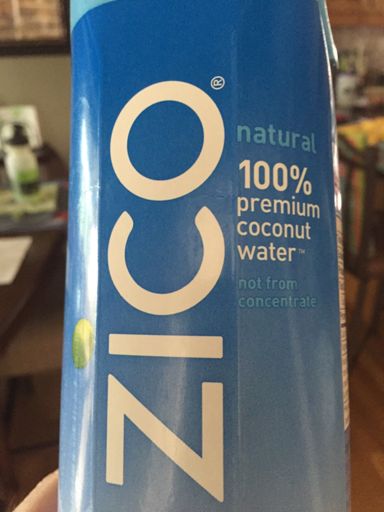 ZICO®
natural
100%
premium
coconut
water™
not from
concentrate